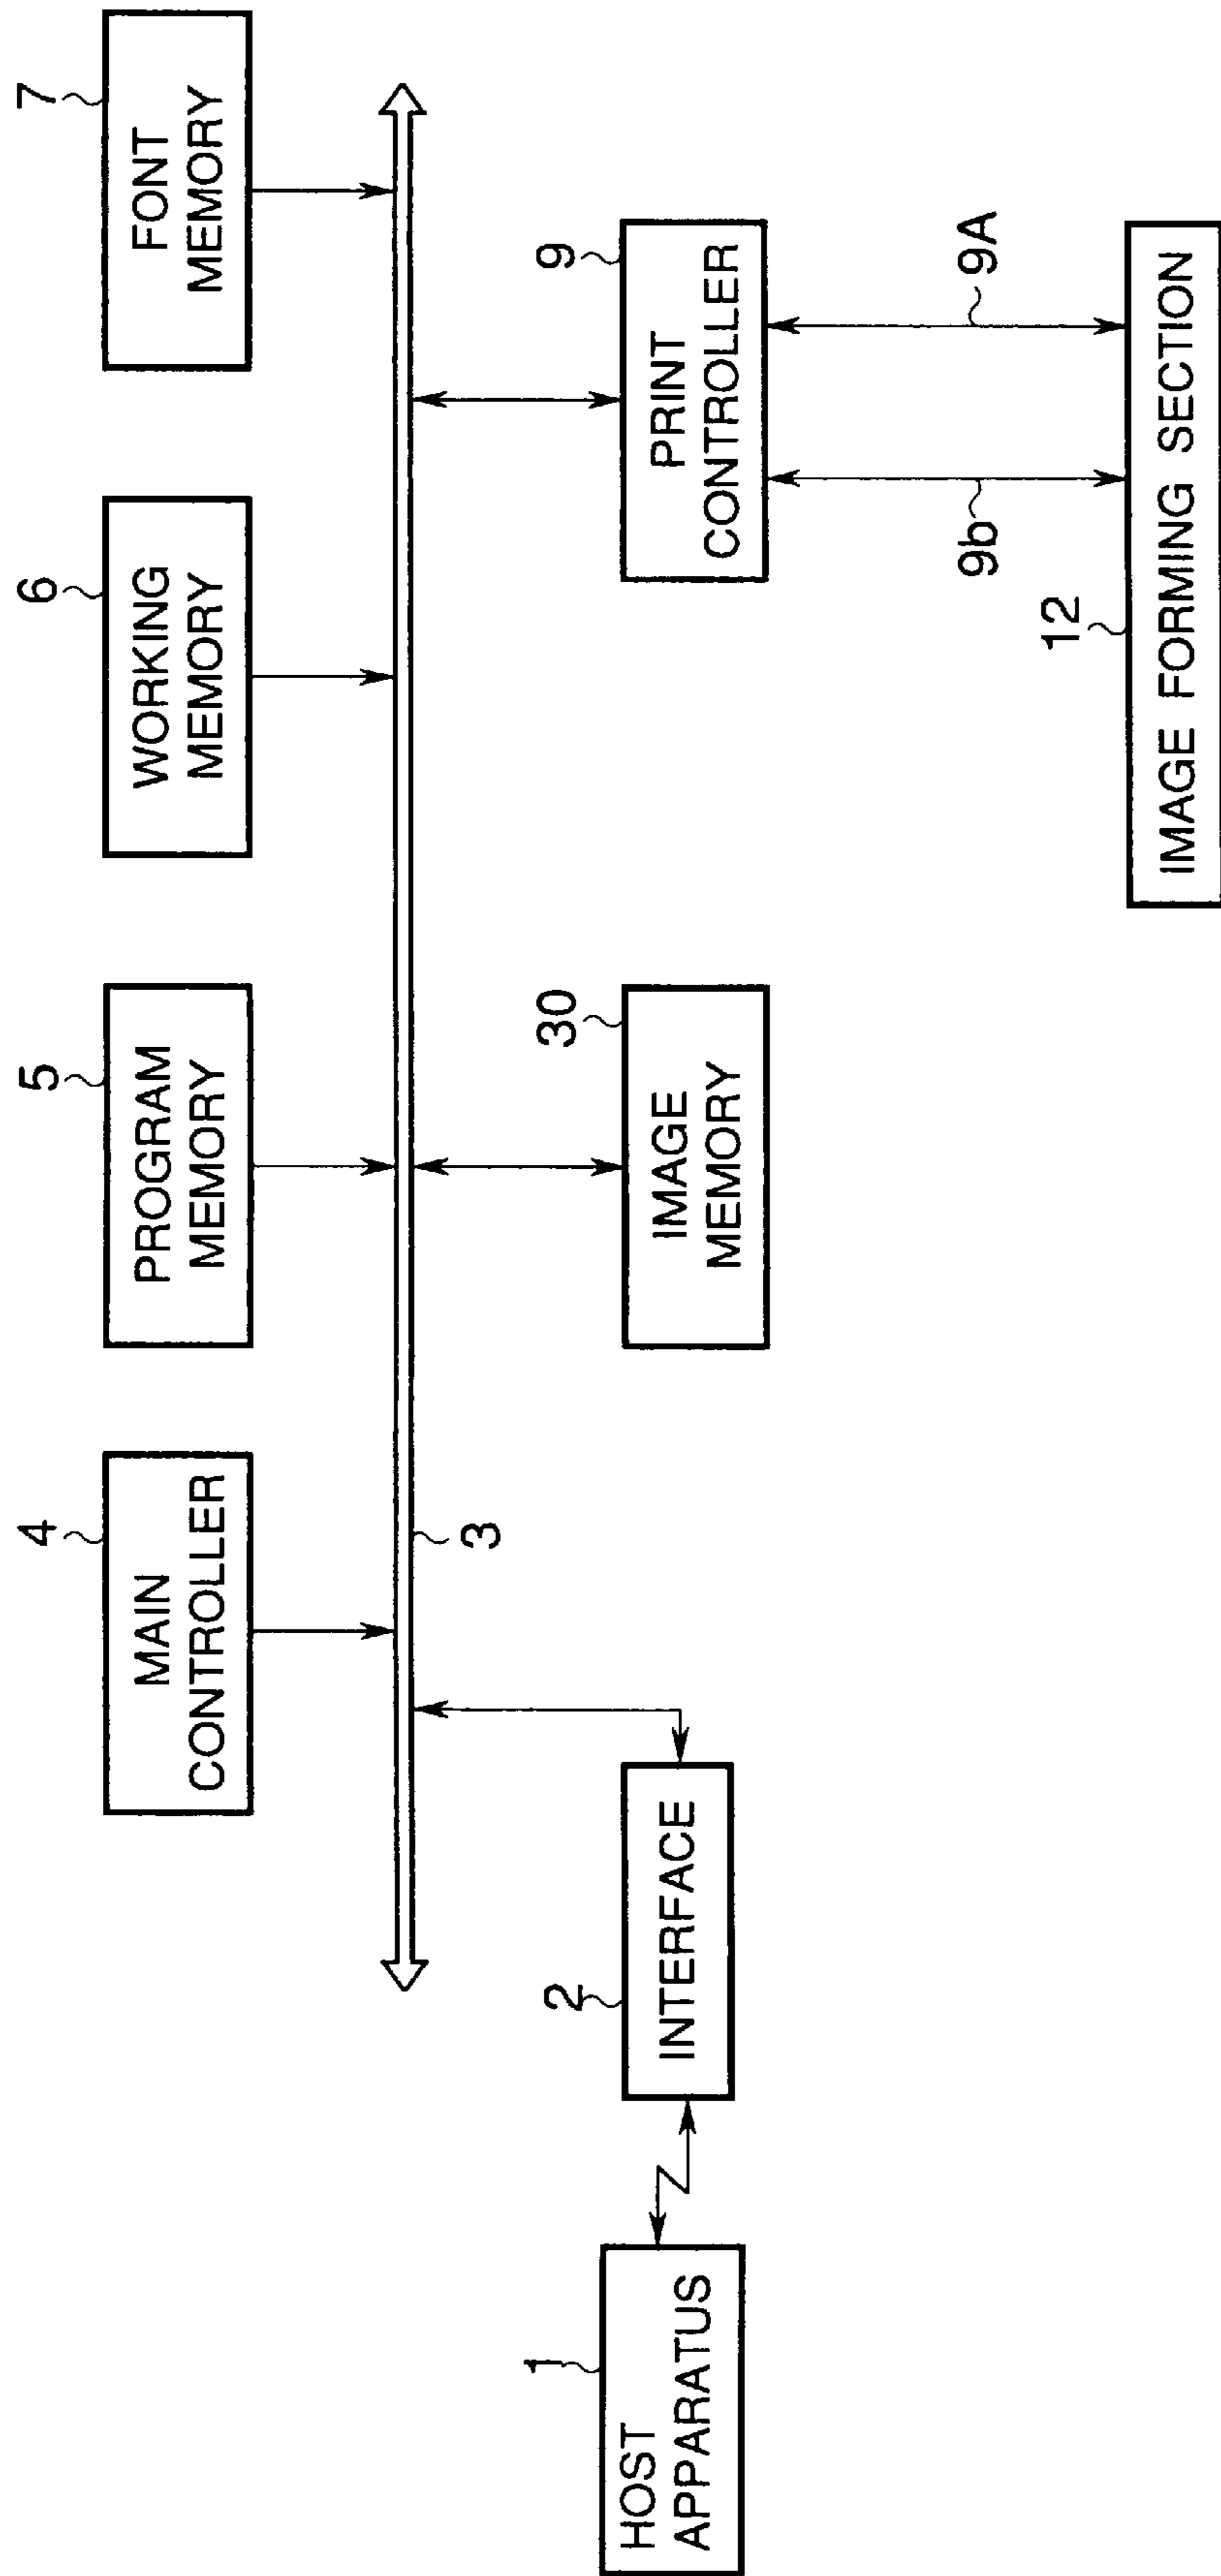 4
MAIN
CONTROLLER
5
PROGRAM
MEMORY
6
WORKING
MEMORY
7
FONT
MEMORY
3
1
HOST
APPARATUS
2
INTERFACE
30
IMAGE
MEMORY
9
PRINT
CONTROLLER
9b
9A
12
IMAGE FORMING SECTION